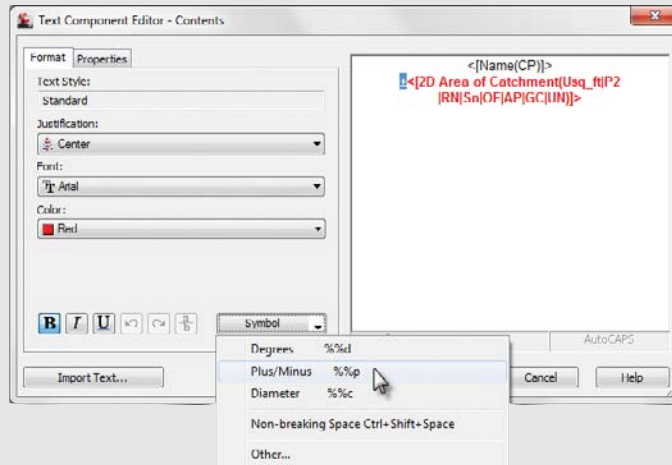 Text Component Editor - Contents
Format Properties
Text Style:
Standard
Justification:
Center
Font:
Arial
Color:
Red
B I U
Symbol
Import Text...
<[Name(CP)]>
±<[2D Area of Catchment(Usq_ft|P2
|RN|Sn|OF|AP|GC|UN)]>
AutoCAPS
Cancel Help
Degrees %%d
Plus/Minus %%p
Diameter %%c
Non-breaking Space Ctrl+Shift+Space
Other...